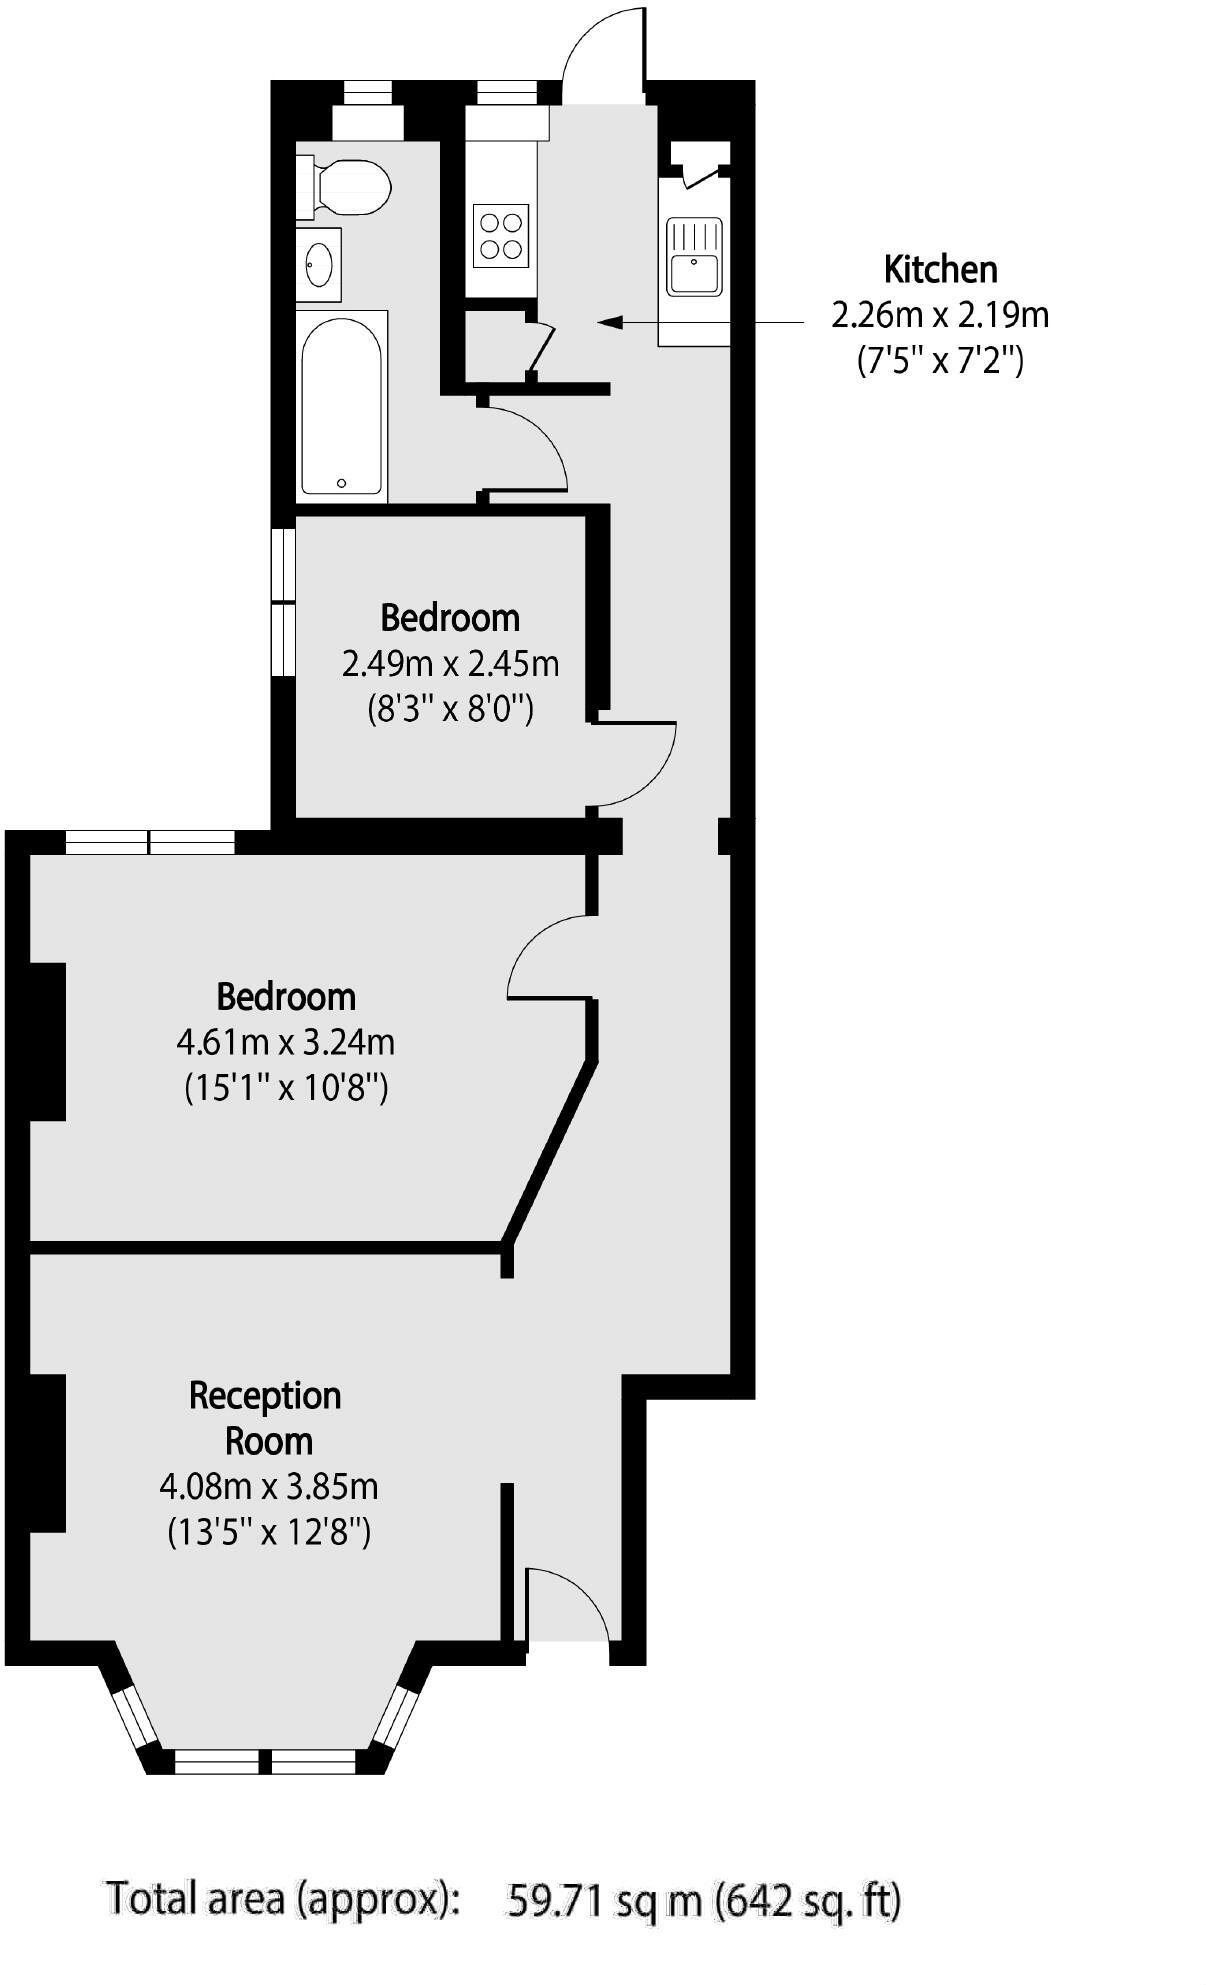 Kitchen
2.26m x 2.19m
(7'5" x 7'2")
Bedroom
2.49m x 2.45m
(8'3" x 8'0")
Bedroom
4.61m x 3.24m
(15'1" x 10'8")
Reception
Room
4.08m x 3.85m
(13'5" x 12'8")
Total area (approx): 59.71 sq m (642 sq. ft)